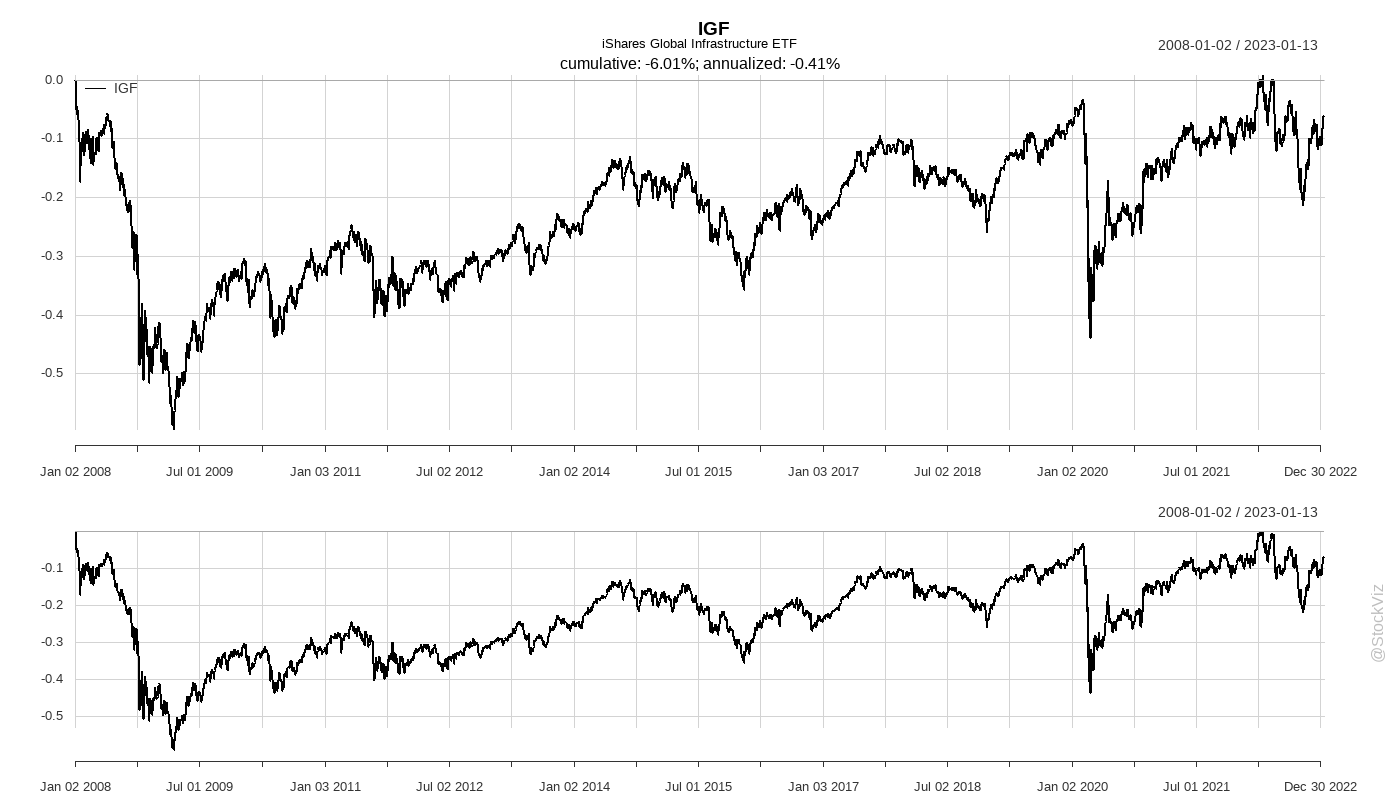 IGF
iShares Global Infrastructure ETF
2008-01-02 / 2023-01-13
cumulative: -6.01%; annualized: -0.41%
IGF
0.0
-0.1
-0.2
-0.3
-0.4
-0.5
Jan 02 2008 Jul 01 2009 Jan 03 2011 Jul 02 2012 Jan 02 2014 Jul 01 2015 Jan 03 2017 Jul 02 2018 Jan 02 2020 Jul 01 2021 Dec 30 2022
2008-01-02 / 2023-01-13
-0.1
-0.2
-0.3
-0.4
-0.5
Jan 02 2008 Jul 01 2009 Jan 03 2011 Jul 02 2012 Jan 02 2014 Jul 01 2015 Jan 03 2017 Jul 02 2018 Jan 02 2020 Jul 01 2021 Dec 30 2022
@StockViz